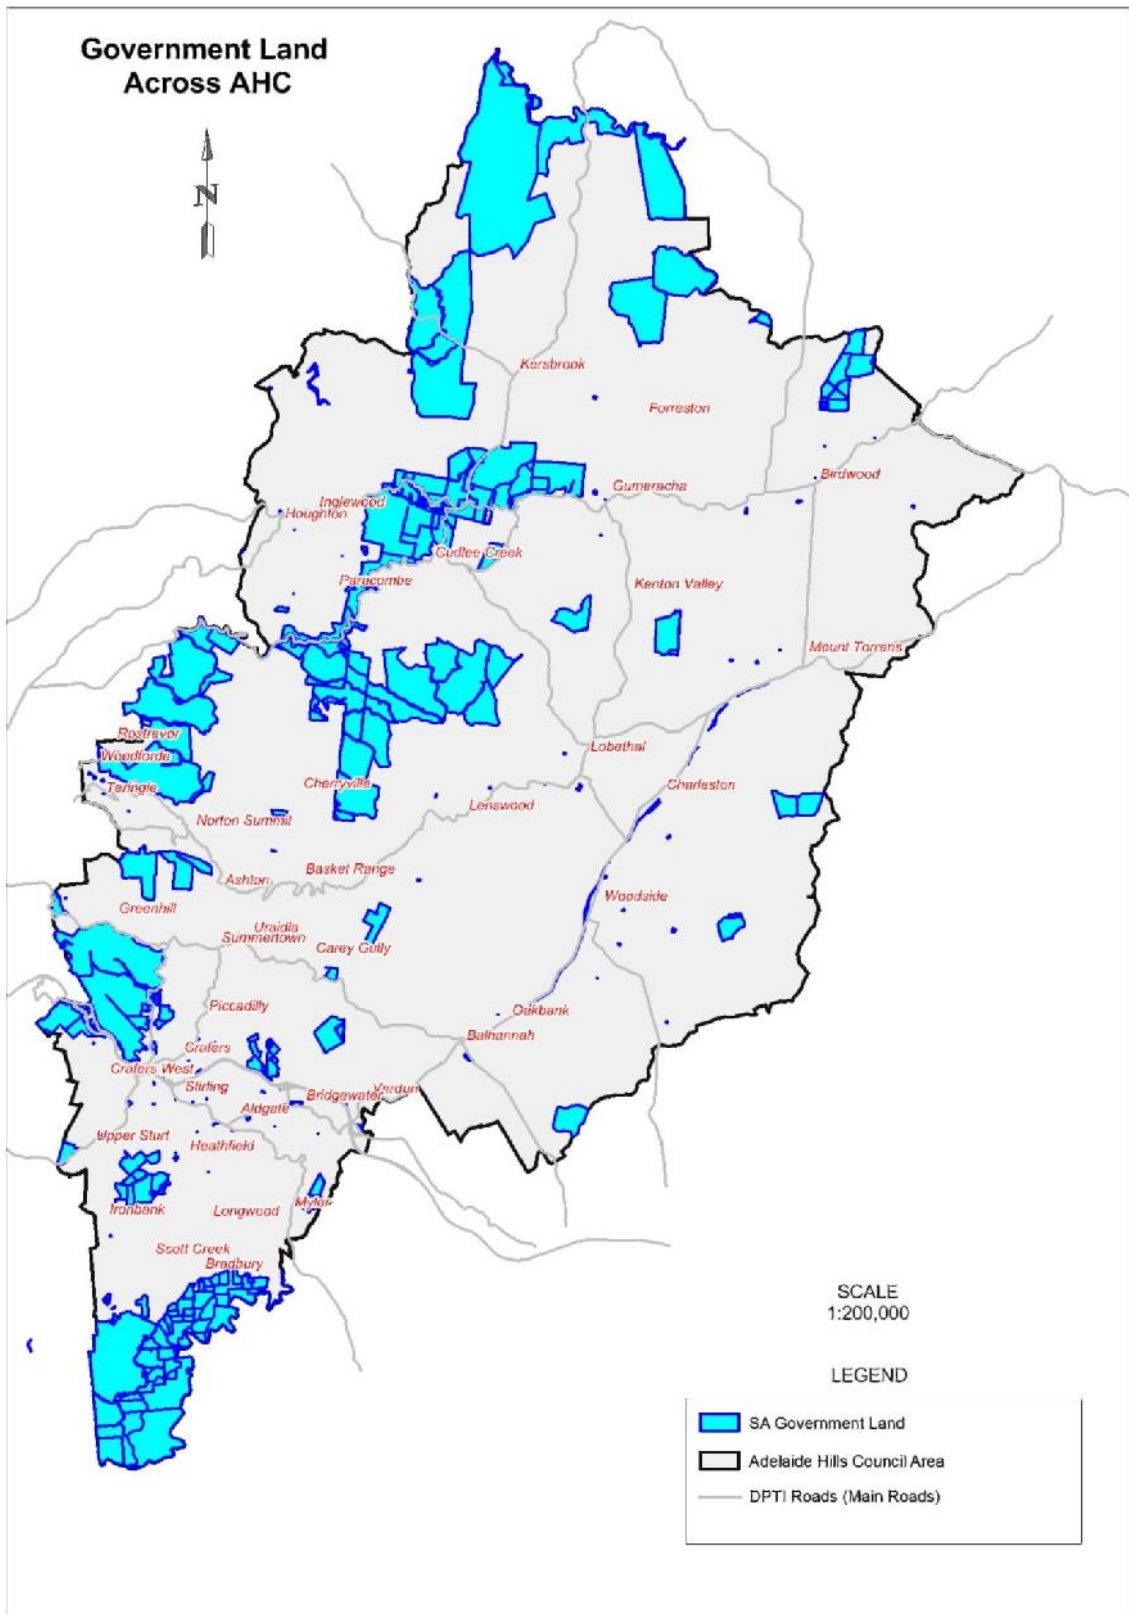 Government Land
Across AHC
N
Kersbrook
Forreston
Birdwood
Gumeracha
Inglewood
Houghton
Cudlee Creek
Paracombe
Kenton Valley
Mount Torrens
Rostrevor
Woodforde
Teringie
Lobethal
Cherryville
Charleston
Lenswood
Norton Summit
Basket Range
Ashton
Woodside
Greenhill
Uraidla
Summertown
Carey Gully
Piccadilly
Oakbank
Balhannah
Crafers
Crafers West
Stirling
Verdun
Bridgewater
Aldgate
Upper Sturt
Heathfield
Mylor
Ironbank
Longwood
Scott Creek
Bradbury
SCALE
1:200,000
LEGEND
SA Government Land
Adelaide Hills Council Area
DPTI Roads (Main Roads)